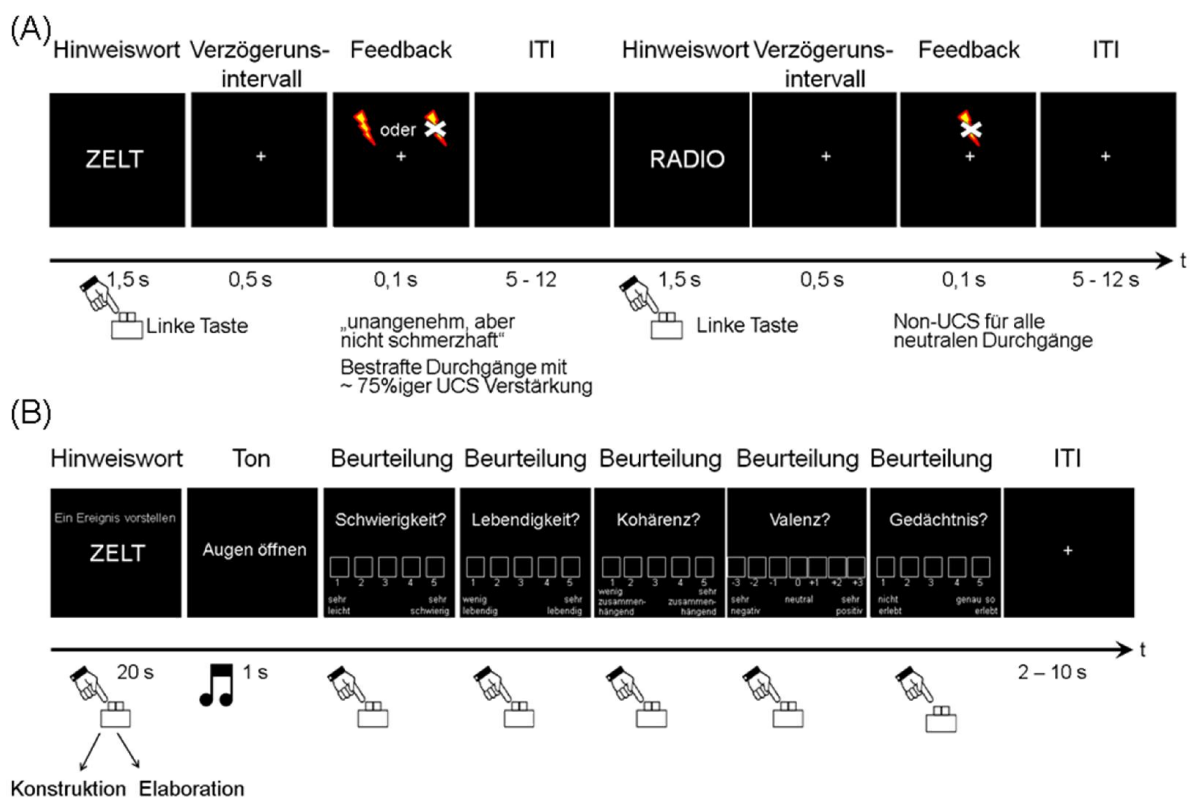 (A)
Hinweiswort Verzögeruns- Feedback ITI Hinweiswort Verzögeruns- Feedback ITI
intervall intervall
ZELT + oder + RADIO + + +
t
1,5 s 0,5 s 0,1 s 5 - 12 1,5 s 0,5 s 0,1 s 5 - 12 s
Linke Taste Linke Taste
„unangenehm, aber
nicht schmerzhaft“
Bestrafte Durchgänge mit
~ 75%iger UCS Verstärkung
Non-UCS für alle
neutralen Durchgänge
(B)
Hinweiswort Ton Beurteilung Beurteilung Beurteilung Beurteilung Beurteilung ITI
Ein Ereignis vorstellen
ZELT
Augen öffnen
Schwierigkeit?
1 2 3 4 5
sehr sehr
leicht schwierig
Lebendigkeit?
1 2 3 4 5
wenig sehr
lebendig lebendig
Kohärenz?
1 2 3 4 5
wenig sehr
zusammen- zusammen-
hängend hängend
Valenz?
-3 -2 -1 0 +1 +2 +3
sehr neutral sehr
negativ positiv
Gedächtnis?
1 2 3 4 5
nicht genau so
erlebt erlebt
+
t
20 s 1 s 2 – 10 s
Konstruktion Elaboration